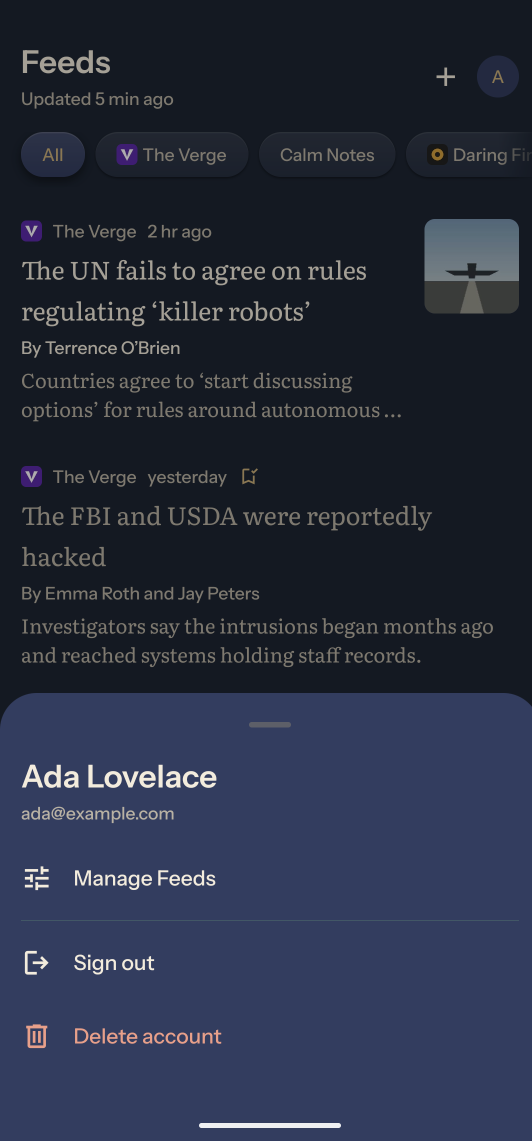 Feeds
Updated 5 min ago
A
All
The Verge
Calm Notes
Daring
The Verge 2 hr ago
The UN fails to agree on rules
regulating ‘killer robots’
By Terrence O’Brien
Countries agree to ‘start discussing
options’ for rules around autonomous ...
The Verge yesterday
The FBI and USDA were reportedly
hacked
By Emma Roth and Jay Peters
Investigators say the intrusions began months ago
and reached systems holding staff records.
Ada Lovelace
ada@example.com
Manage Feeds
Sign out
Delete account